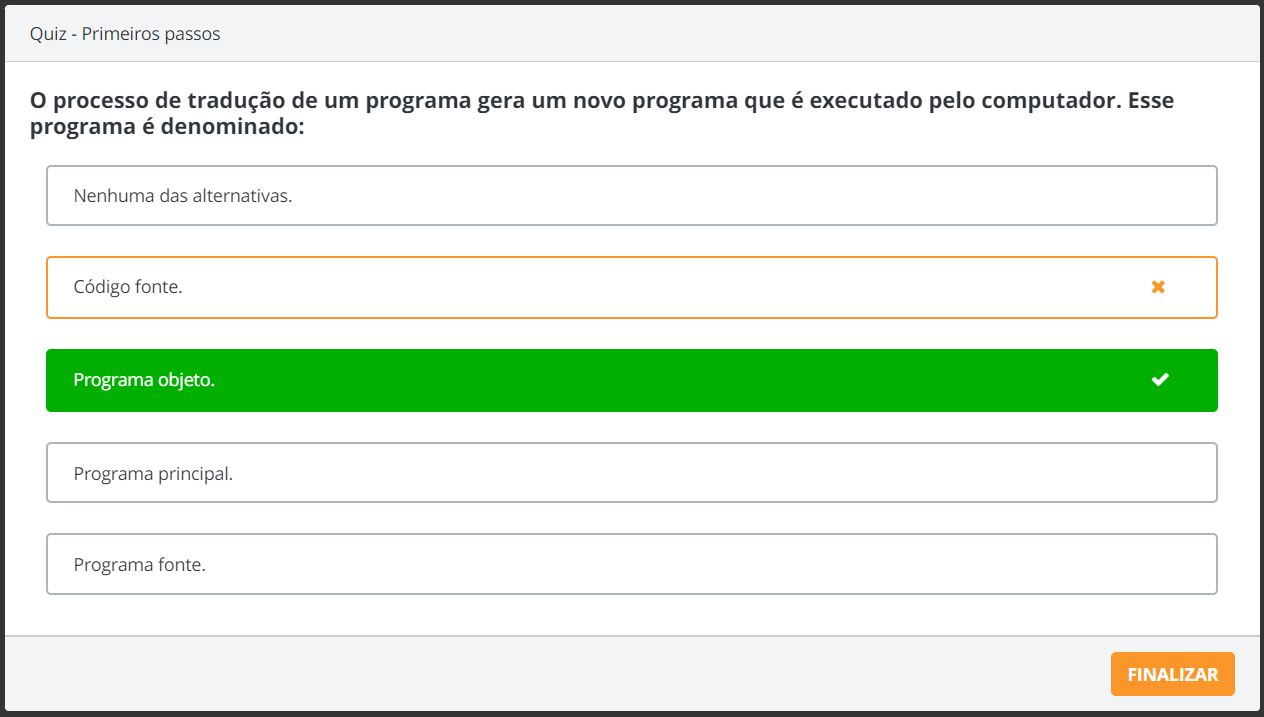 Quiz - Primeiros passos
O processo de tradução de um programa gera um novo programa que é executado pelo computador. Esse
programa é denominado:
Nenhuma das alternativas.
Código fonte.
Programa objeto.
Programa principal.
Programa fonte.
FINALIZAR